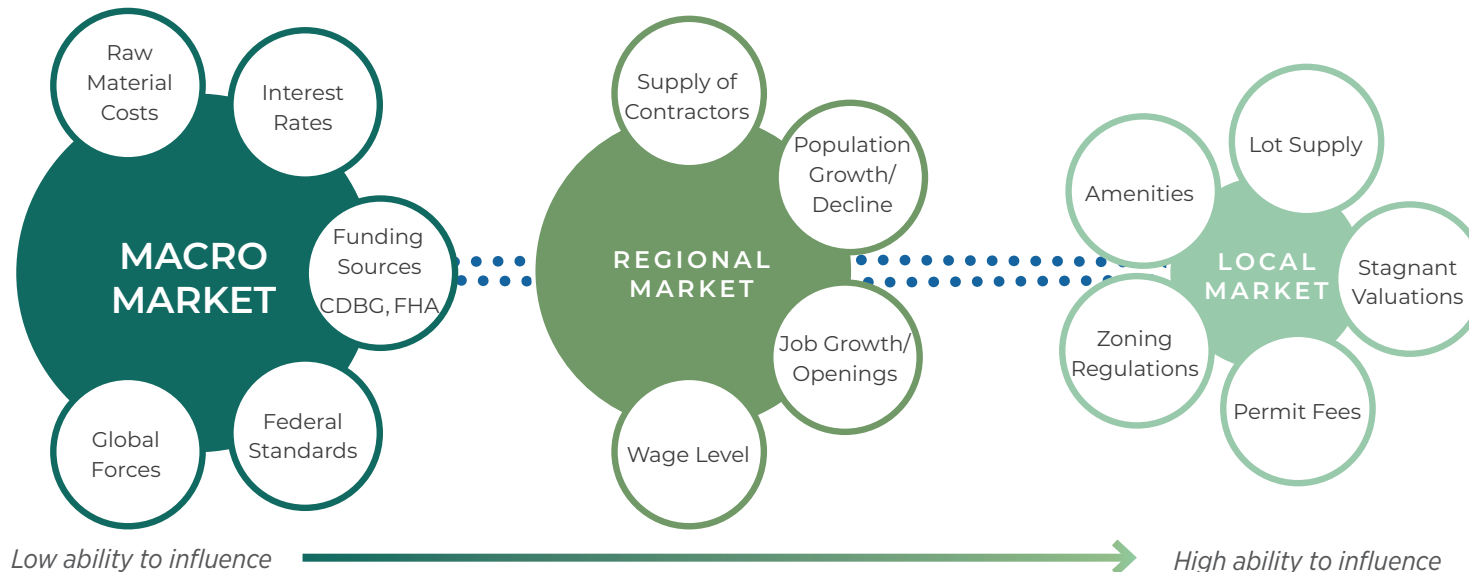 MACRO
MARKET
Raw
Material
Costs
Interest
Rates
Funding
Sources
CDBG, FHA
Federal
Standards
Global
Forces
REGIONAL
MARKET
Supply of
Contractors
Population
Growth/
Decline
Job Growth/
Openings
Wage Level
LOCAL
MARKET
Amenities
Lot Supply
Stagnant
Valuations
Permit Fees
Zoning
Regulations
Low ability to influence
High ability to influence